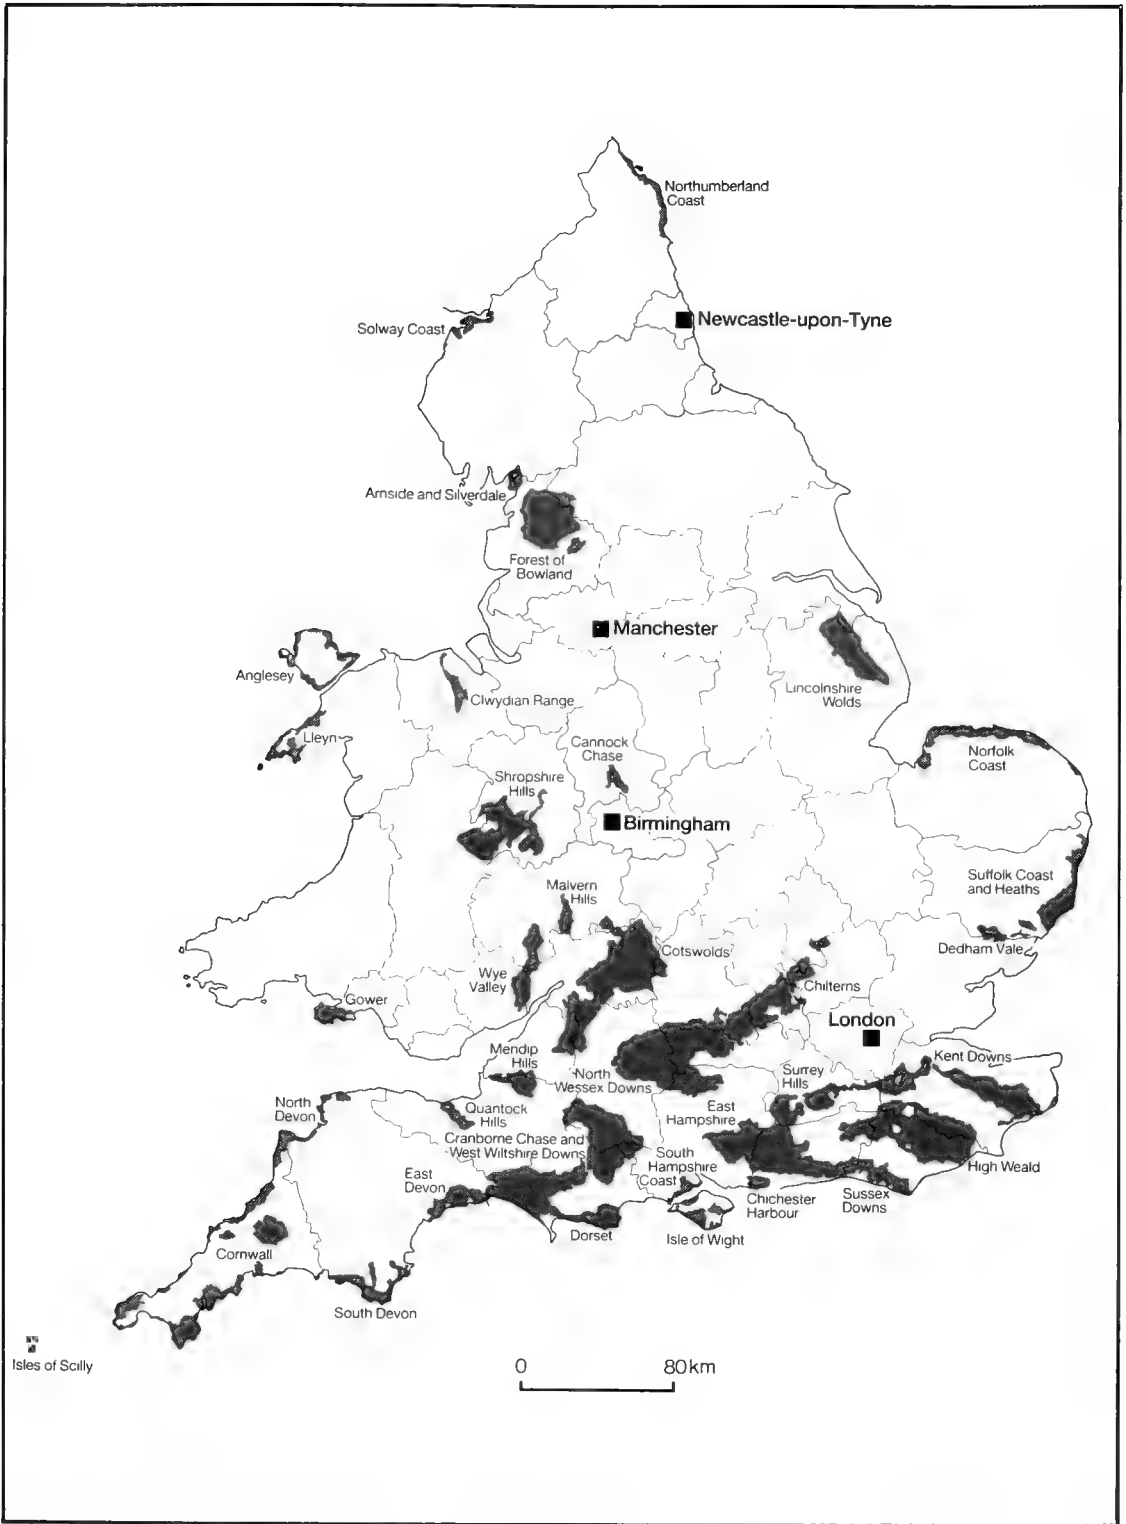 Northumberland
Coast
Newcastle-upon-Tyne
Solway Coast
Arnside and Silverdale
Forest of
Bowland
Manchester
Anglesey
Clwydian Range
Lincolnshire
Wolds
Lleyn
Cannock
Chase
Norfolk
Coast
Shropshire
Hills
Birmingham
Suffolk Coast
and Heaths
Malvern
Hills
Cotswolds
Dedham Vale
Wye
Valley
Chilterns
Gower
London
Mendip
Hills
Kent Downs
North
Wessex Downs
Surrey
Hills
North
Devon
Quantock
Hills
East
Hampshire
Cranborne Chase and
West Wiltshire Downs
South
Hampshire
Coast
High Weald
East
Devon
Chichester
Harbour
Sussex
Downs
Dorset
Isle of Wight
Cornwall
South Devon
Isles of Scilly
0 80km